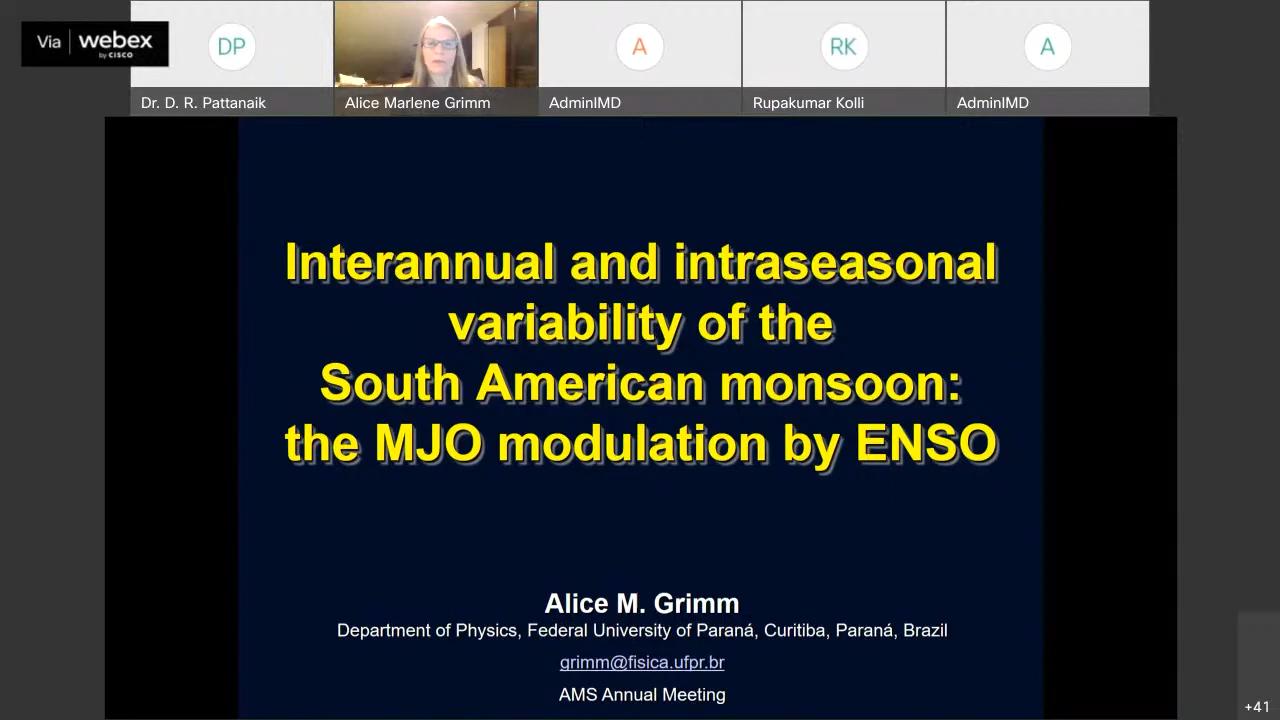 Via webex
by CISCO
DP
A
RK
A
Dr. D. R. Pattanaik
Alice Marlene Grimm
AdminIMD
Rupakumar Kolli
AdminIMD
Interannual and intraseasonal
variability of the
South American monsoon:
the MJO modulation by ENSO
Alice M. Grimm
Department of Physics, Federal University of Paraná, Curitiba, Paraná, Brazil
grimm@fisica.ufpr.br
AMS Annual Meeting
+41